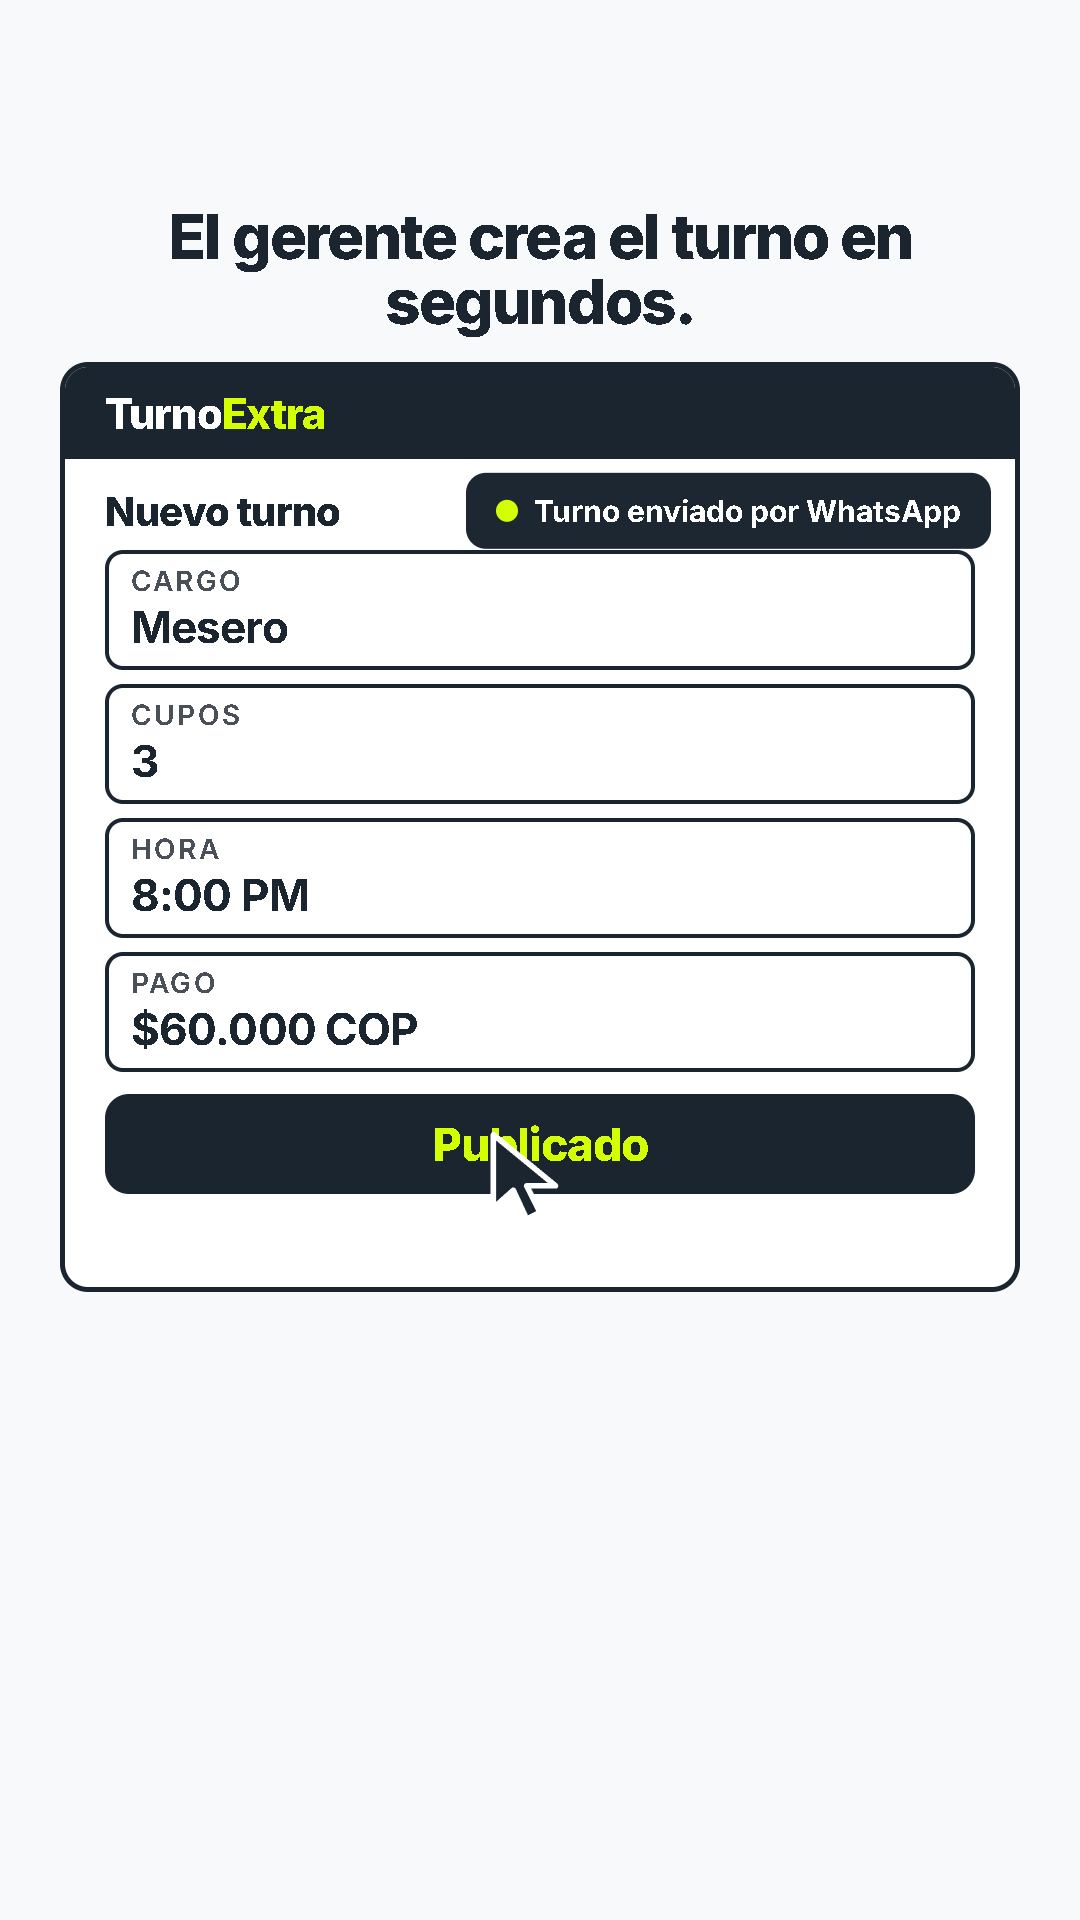 El gerente crea el turno en
segundos.
TurnoExtra
Nuevo turno
Turno enviado por WhatsApp
CARGO
Mesero
CUPOS
3
HORA
8:00 PM
PAGO
$60.000 COP
Publicado